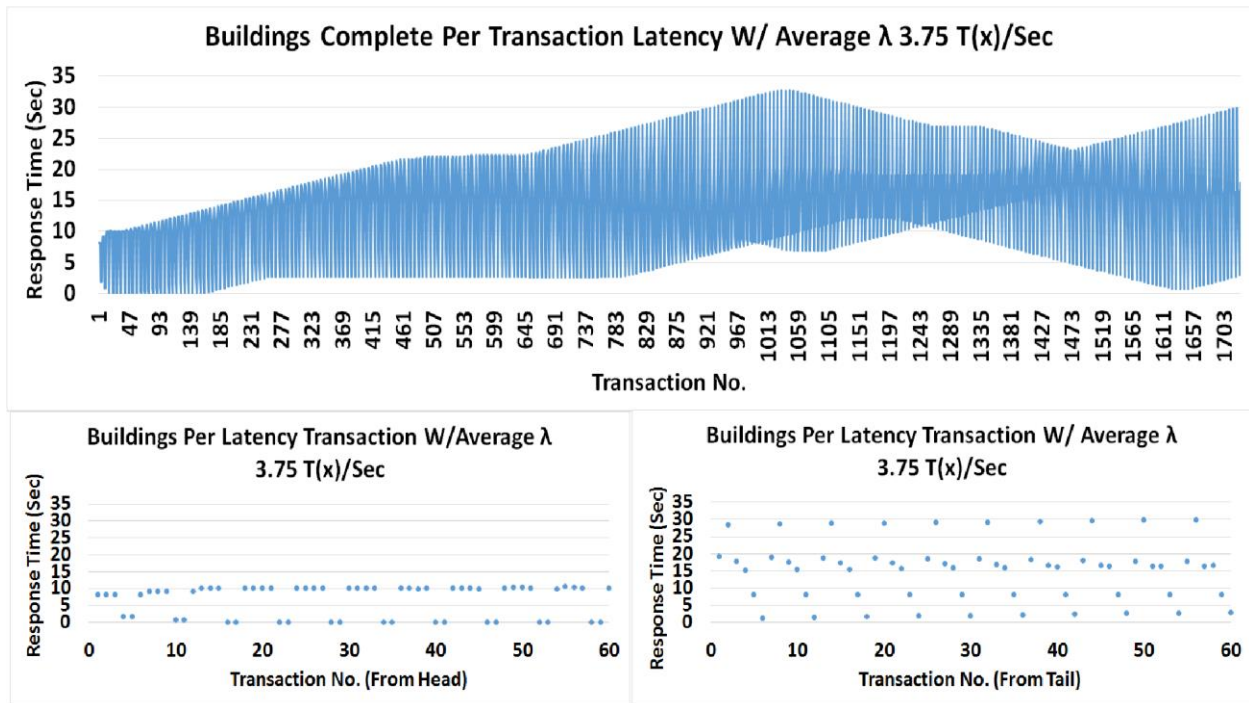 Buildings Complete Per Transaction Latency W/ Average λ 3.75 T(x)/Sec
Response Time (Sec)
35
30
25
20
15
10
5
0
1 47 93 139 185 231 277 323 369 415 461 507 553 599 645 691 737 783 829 875 921 967 1013 1059 1105 1151 1197 1243 1289 1335 1381 1427 1473 1519 1565 1611 1657 1703
Transaction No.
Buildings Per Latency Transaction W/Average λ
3.75 T(x)/Sec
Response Time (Sec)
35
30
25
20
15
10
5
0
0 10 20 30 40 50 60
Transaction No. (From Head)
Buildings Per Latency Transaction W/ Average λ
3.75 T(x)/Sec
Response Time (Sec)
35
30
25
20
15
10
5
0
0 10 20 30 40 50 60
Transaction No. (From Tail)